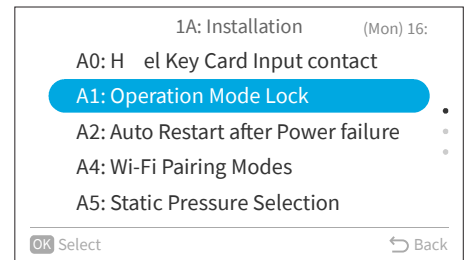 1A: Installation (Mon) 16:
A0: H el Key Card Input contact
A1: Operation Mode Lock
A2: Auto Restart after Power failure
A4: Wi-Fi Pairing Modes
A5: Static Pressure Selection
OK Select Back